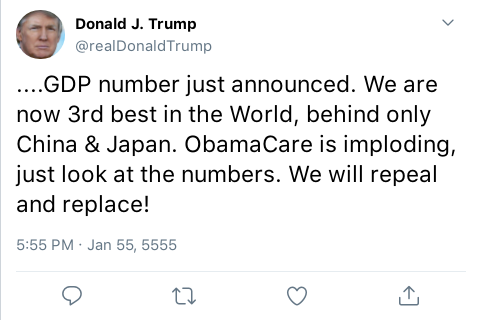 Donald J. Trump
@realDonaldTrump
....GDP number just announced. We are
now 3rd best in the World, behind only
China & Japan. ObamaCare is imploding,
just look at the numbers. We will repeal
and replace!
5:55 PM · Jan 55, 5555